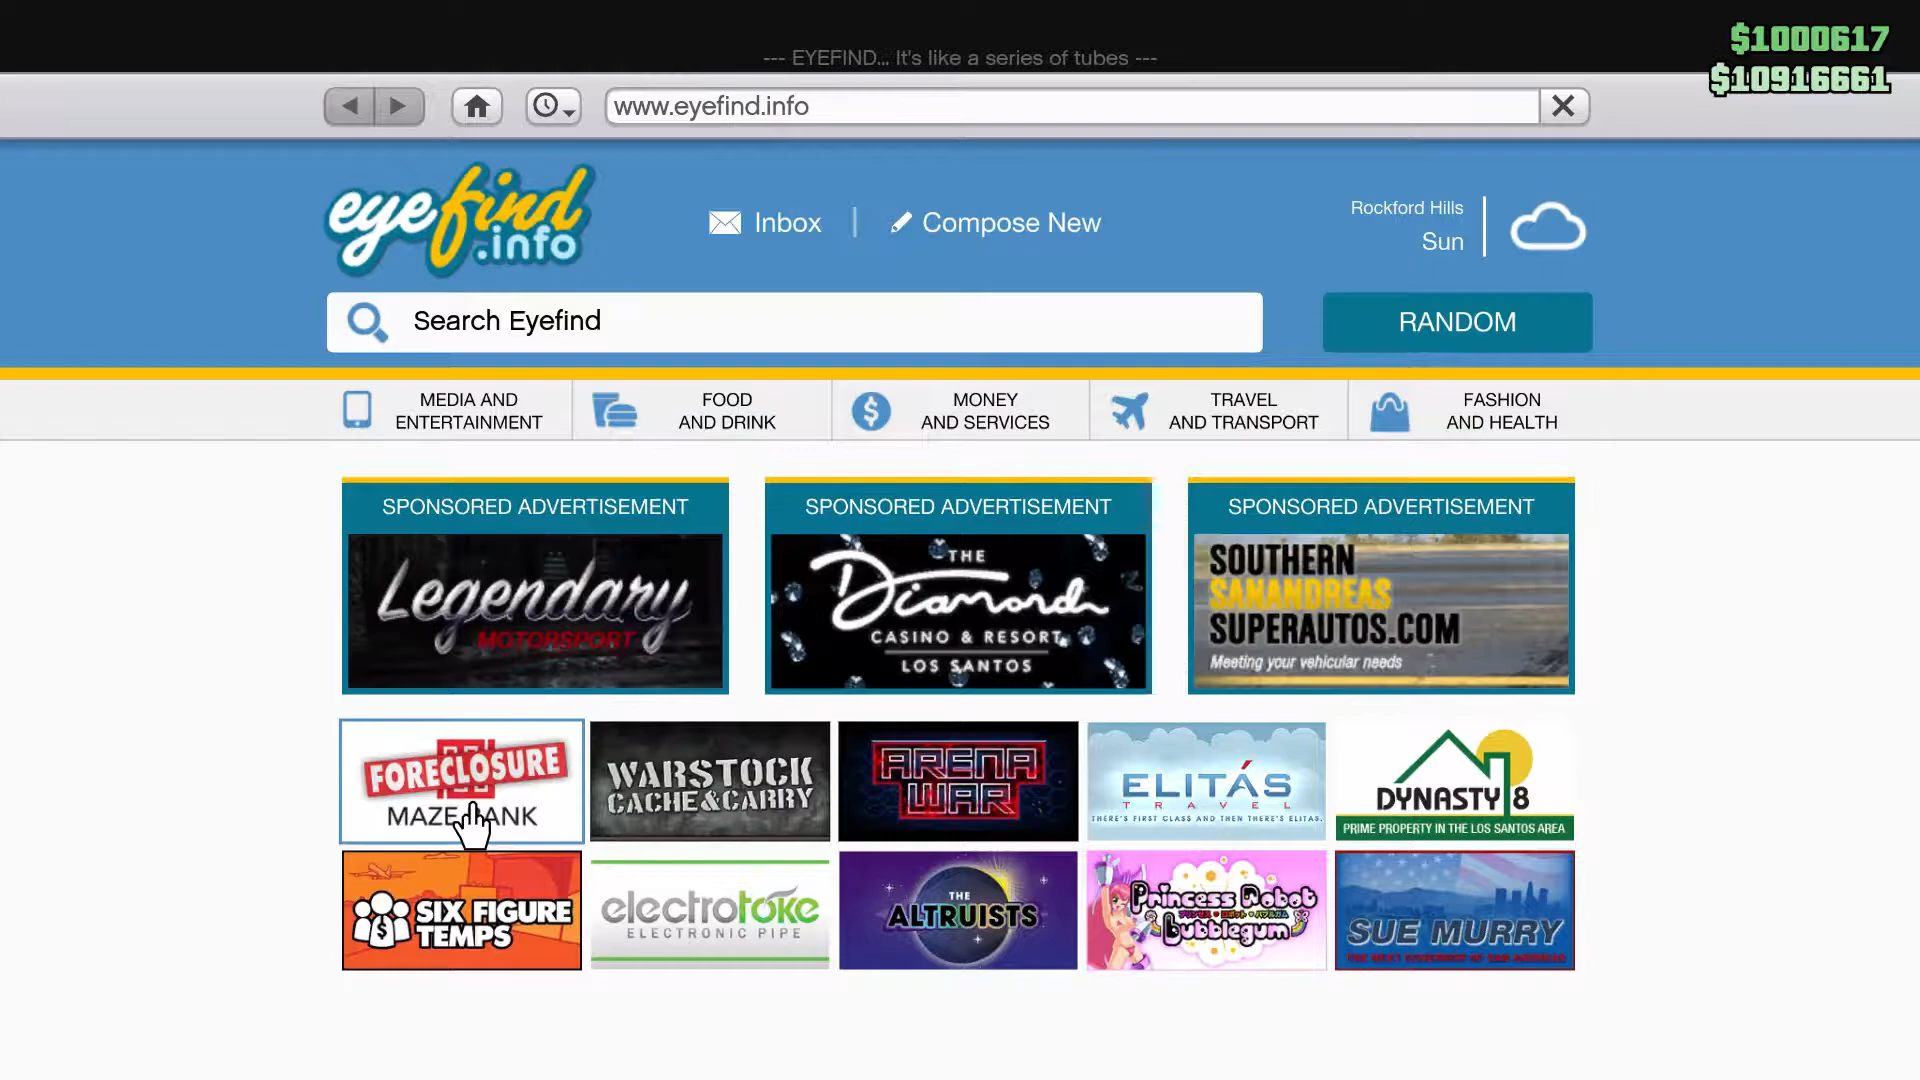 --- EYEFIND... It's like a series of tubes ---
$1000617
$10916661
www.eyefind.info
eyefind
.info
Inbox
Compose New
Rockford Hills
Sun
Search Eyefind
RANDOM
MEDIA AND
ENTERTAINMENT
FOOD
AND DRINK
MONEY
AND SERVICES
TRAVEL
AND TRANSPORT
FASHION
AND HEALTH
SPONSORED ADVERTISEMENT
Legendary
MOTORSPORT
SPONSORED ADVERTISEMENT
THE
Diamond
CASINO & RESORT
LOS SANTOS
SPONSORED ADVERTISEMENT
SOUTHERN
SANANDREAS
SUPERAUTOS.COM
Meeting your vehicular needs
FORECLOSURE
MAZE BANK
WARSTOCK
CACHE&CARRY
ARENA
WAR
ELITÁS
TRAVEL
THERE'S FIRST CLASS AND THEN THERE'S ELITAS.
DYNASTY 8
PRIME PROPERTY IN THE LOS SANTOS AREA
SIX FIGURE
TEMPS
electrotoke
ELECTRONIC PIPE
THE
ALTRUISTS
Princess Robot
bubblegum
SUE MURRY
THE NEXT GOVERNOR OF SAN ANDREAS